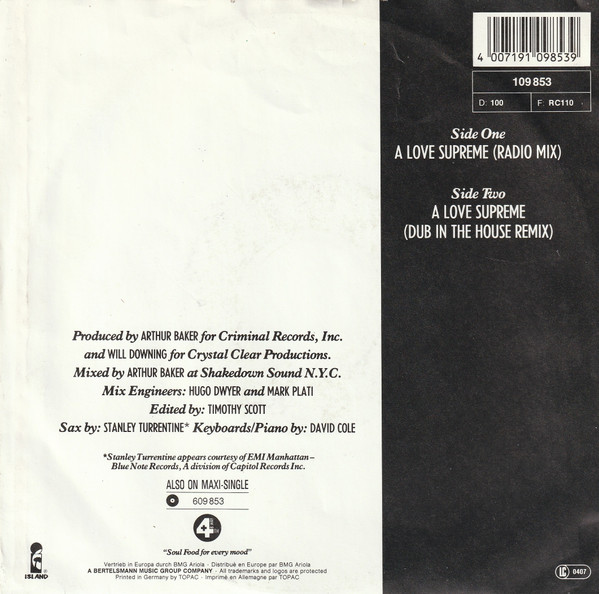 4 007191 098539
109 853
D: 100 F: RC110
Side One
A LOVE SUPREME (RADIO MIX)
Side Two
A LOVE SUPREME
(DUB IN THE HOUSE REMIX)
Produced by ARTHUR BAKER for Criminal Records, Inc.
and WILL DOWNING for Crystal Clear Productions.
Mixed by ARTHUR BAKER at Shakedown Sound N.Y.C.
Mix Engineers: HUGO DWYER and MARK PLATI
Edited by: TIMOTHY SCOTT
Sax by: STANLEY TURRENTINE* Keyboards/Piano by: DAVID COLE
*Stanley Turrentine appears courtesy of EMI Manhattan –
Blue Note Records, A division of Capitol Records Inc.
ALSO ON MAXI-SINGLE
609 853
4
"Soul Food for every mood"
ISLAND
Vertrieb in Europa durch BMG Ariola · Distribué en Europe par BMG Ariola
A BERTELSMANN MUSIC GROUP COMPANY · All trademarks and logos are protected
Printed in Germany by TOPAC · Imprimé en Allemagne par TOPAC
LC 0407